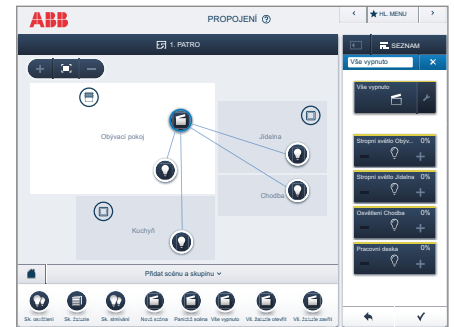 ABB
PROPOJENÍ ?
HL. MENU
1. PATRO
SEZNAM
Vše vypnuto
Vše vypnuto
Obývací pokoj
Jídelna
Chodba
Kuchyň
Stropní světlo Obýv... 0%
Stropní světlo Jídelna 0%
Osvětlení Chodba 0%
Pracovní deska 0%
Přidat scénu a skupinu
Sk. osvětlení
Sk. žaluzie
Sk. stmívání
Nová scéna
Panická scéna
Vše vypnuto
Vš. žaluzie otevřít
Vš. žaluzie zavřít